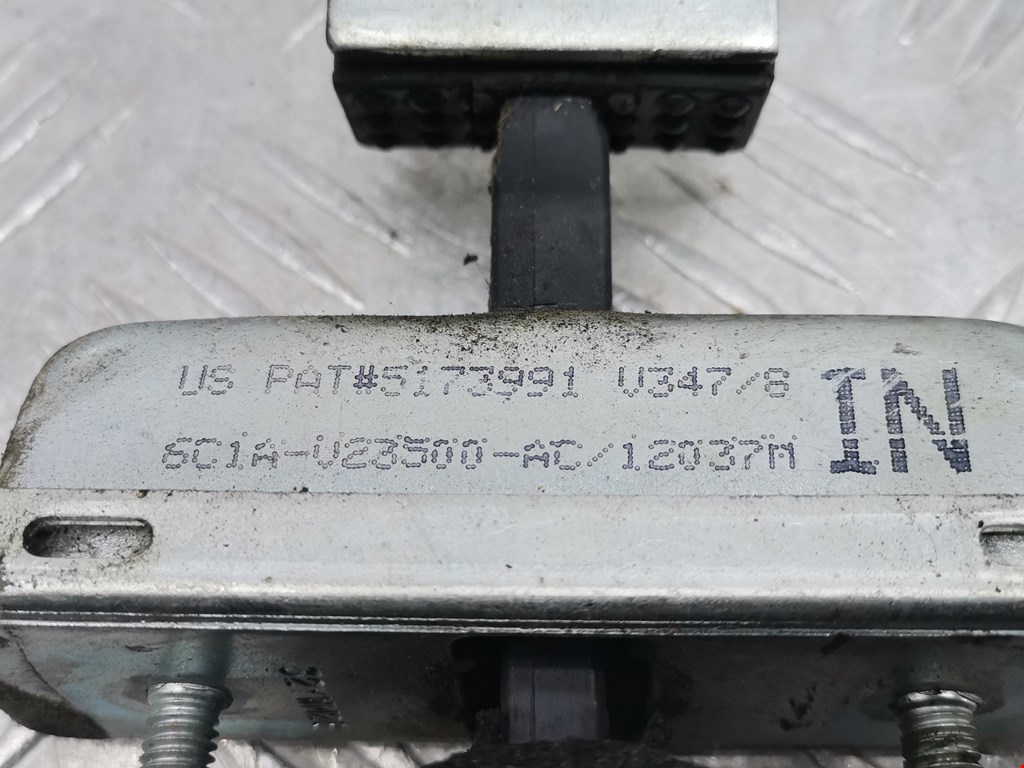 US PAT#5173991 V347/8
6C1A-V23500-AC/12037M
IN